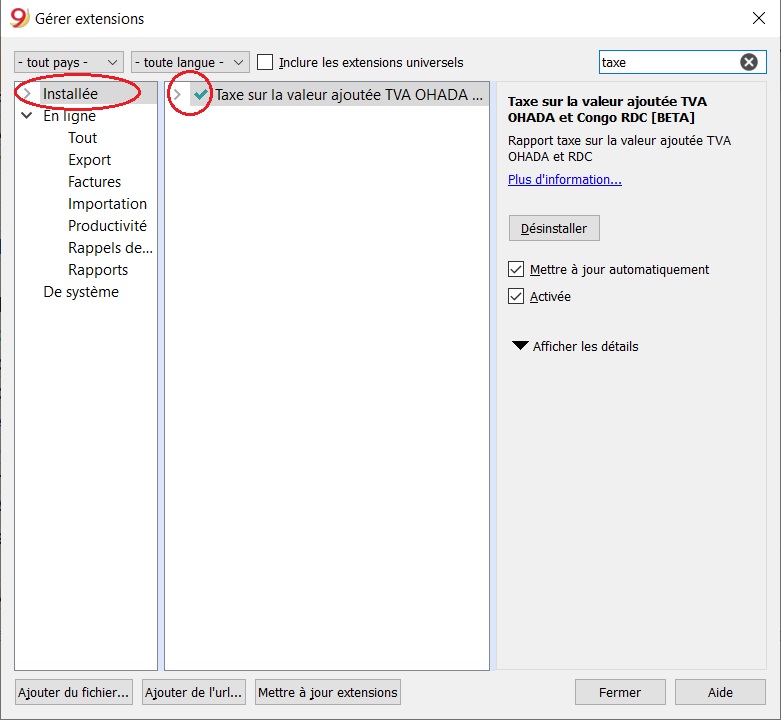 Gérer extensions
- tout pays -
- toute langue -
Inclure les extensions universels
taxe
Installée
En ligne
Tout
Export
Factures
Importation
Productivité
Rappels de...
Rapports
De système
Taxe sur la valeur ajoutée TVA OHADA ...
Taxe sur la valeur ajoutée TVA
OHADA et Congo RDC [BETA]
Rapport taxe sur la valeur ajoutée TVA
OHADA et RDC
Plus d'information...
Désinstaller
Mettre à jour automatiquement
Activée
Afficher les détails
Ajouter du fichier...
Ajouter de l'url...
Mettre à jour extensions
Fermer
Aide